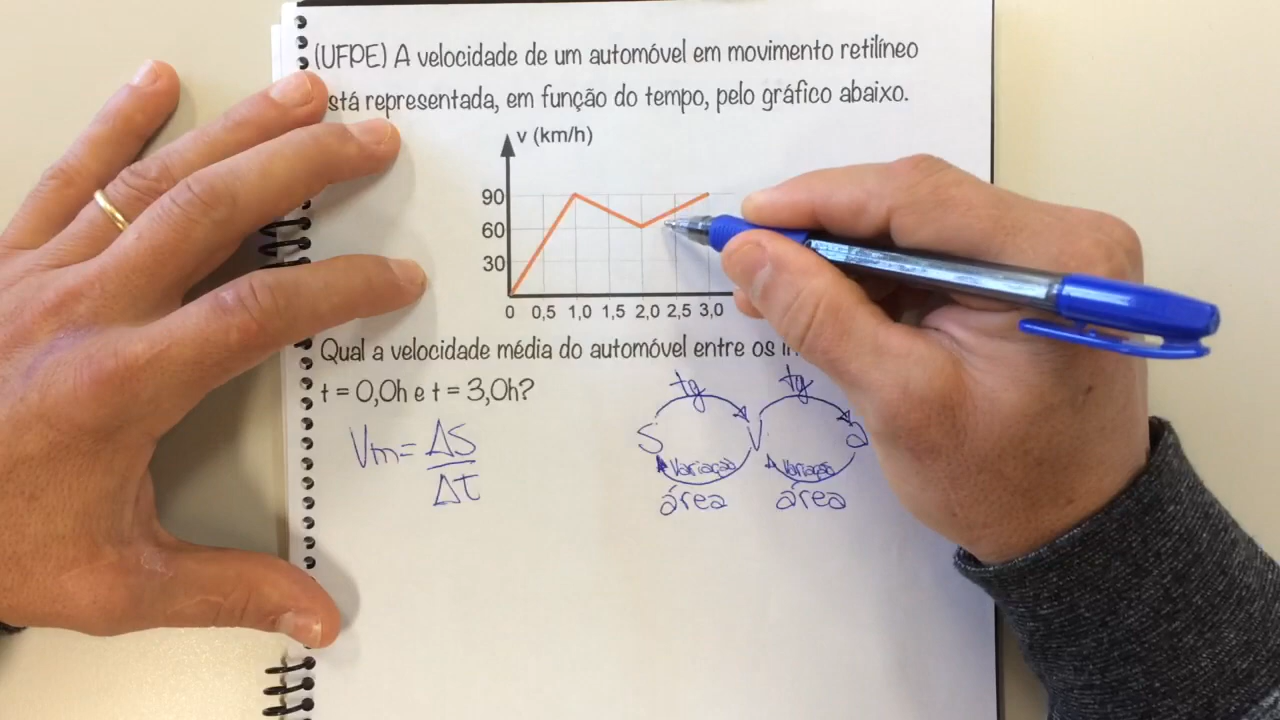 (UFPE) A velocidade de um automóvel em movimento retilíneo
stá representada, em função do tempo, pelo gráfico abaixo.
v (km/h)
90
60
30
0 0,5 1,0 1,5 2,0 2,5 3,0
Qual a velocidade média do automóvel entre os
t = 0,0h e t = 3,0h?
Vm = ΔS
Δt
tg tg
S V a
Variação Variação
área área